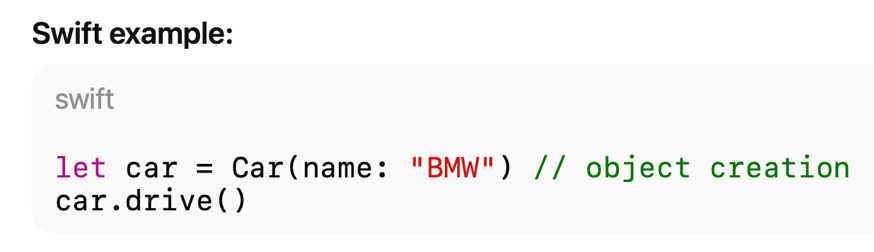 Swift example:
swift
let car = Car(name: "BMW") // object creation
car.drive()